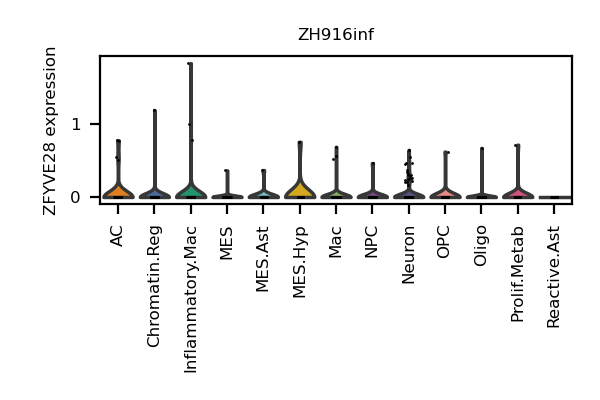 ZH916inf
ZFYVE28 expression
1
0
AC
Chromatin.Reg
Inflammatory.Mac
MES
MES.Ast
MES.Hyp
Mac
NPC
Neuron
OPC
Oligo
Prolif.Metab
Reactive.Ast